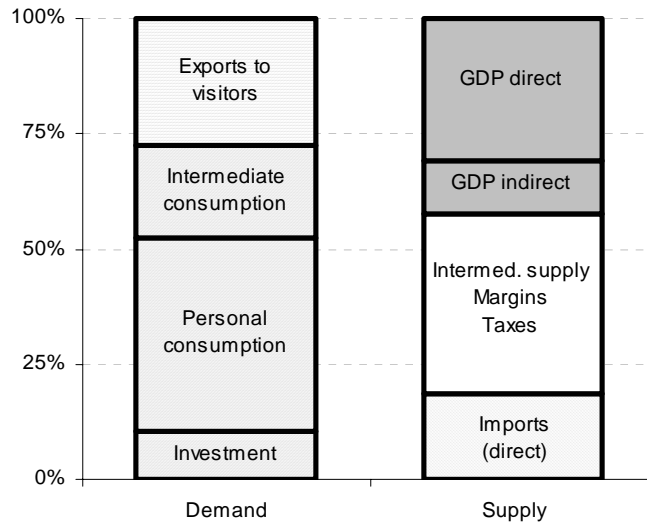 100%
75%
50%
25%
0%
Exports to
visitors
Intermediate
consumption
Personal
consumption
Investment
GDP direct
GDP indirect
Intermed. supply
Margins
Taxes
Imports
(direct)
Demand
Supply